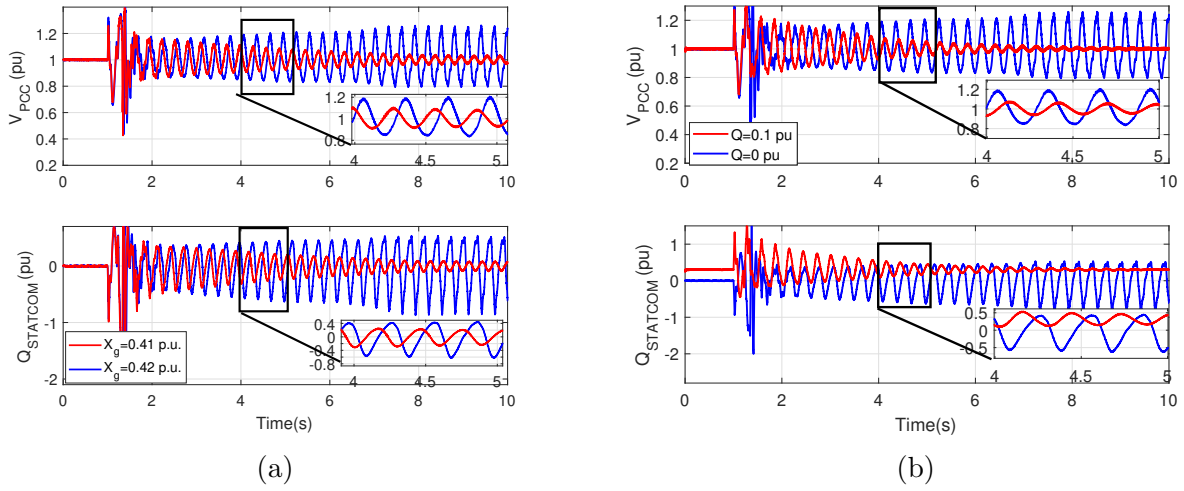 1.2
1
0.8
0.6
0.4
0.2
V_PCC (pu)
1.2
1
0.8
4 4.5 5
0 2 4 6 8 10
0
-1
-2
Q_STATCOM (pu)
X_g=0.41 p.u.
X_g=0.42 p.u.
0.4
-0.4
-0.8
4 4.5 5
0 2 4 6 8 10
Time(s)
(a)
1.2
1
0.8
0.6
0.4
0.2
V_PCC (pu)
Q=0.1 pu
Q=0 pu
1.2
1
0.8
4 4.5 5
0 2 4 6 8 10
1
0
-1
-2
Q_STATCOM (pu)
0.5
0
-0.5
4 4.5 5
0 2 4 6 8 10
Time(s)
(b)